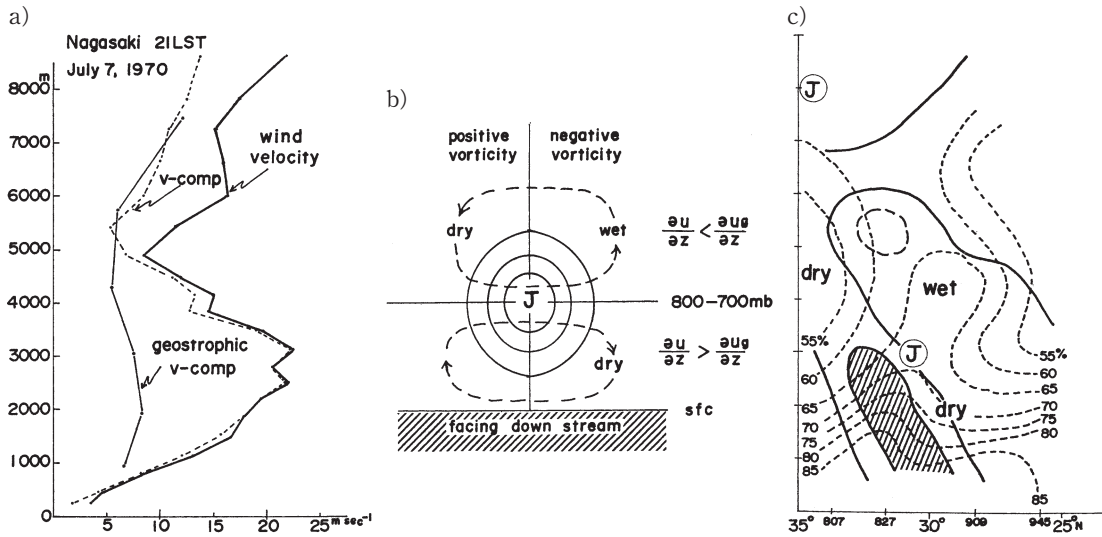 a)
Nagasaki 21LST
July 7, 1970
m
8000
7000
6000
5000
4000
3000
2000
1000
0
5
10
15
20
25 m sec⁻¹
wind
velocity
v-comp
geostrophic
v-comp
b)
positive
vorticity
negative
vorticity
dry
wet
∂u/∂z < ∂ug/∂z
J
800-700mb
∂u/∂z > ∂ug/∂z
dry
sfc
facing down stream
c)
J
dry
wet
J
dry
55%
60
65
70
75
80
85
55%
60
65
70
75
80
85
35°
807
827
30°
909
945
25°N